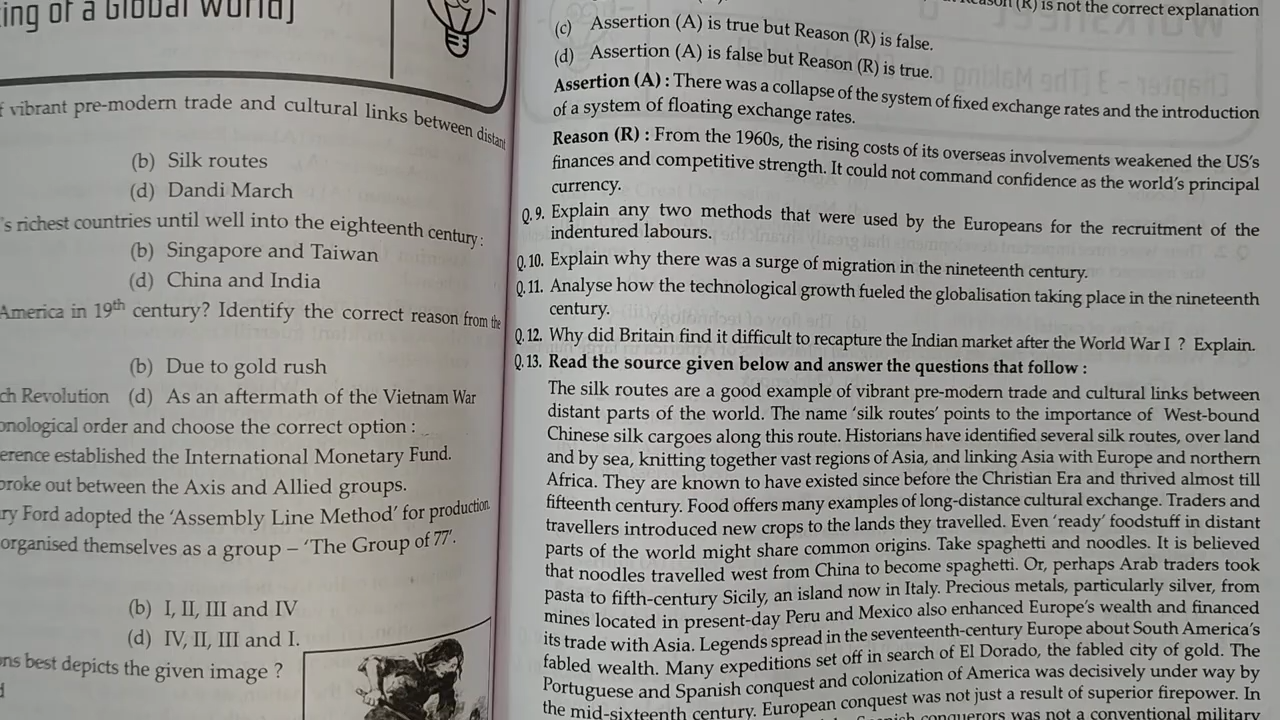 ing of a Global World]
f vibrant pre-modern trade and cultural links between distant
(b) Silk routes
(d) Dandi March
's richest countries until well into the eighteenth century :
(b) Singapore and Taiwan
(d) China and India
America in 19th century? Identify the correct reason from the
(b) Due to gold rush
ch Revolution (d) As an aftermath of the Vietnam War
onological order and choose the correct option :
erence established the International Monetary Fund.
broke out between the Axis and Allied groups.
ry Ford adopted the 'Assembly Line Method' for production.
organised themselves as a group – 'The Group of 77'.
(b) I, II, III and IV
(d) IV, II, III and I.
ons best depicts the given image ?
d
Reason (R) is not the correct explanation
(c) Assertion (A) is true but Reason (R) is false.
(d) Assertion (A) is false but Reason (R) is true.
Assertion (A) : There was a collapse of the system of fixed exchange rates and the introduction
of a system of floating exchange rates.
Reason (R) : From the 1960s, the rising costs of its overseas involvements weakened the US's
finances and competitive strength. It could not command confidence as the world's principal
currency.
Q.9. Explain any two methods that were used by the Europeans for the recruitment of the
indentured labours.
Q.10. Explain why there was a surge of migration in the nineteenth century.
Q.11. Analyse how the technological growth fueled the globalisation taking place in the nineteenth
century.
Q.12. Why did Britain find it difficult to recapture the Indian market after the World War I ? Explain.
Q.13. Read the source given below and answer the questions that follow :
The silk routes are a good example of vibrant pre-modern trade and cultural links between
distant parts of the world. The name 'silk routes' points to the importance of West-bound
Chinese silk cargoes along this route. Historians have identified several silk routes, over land
and by sea, knitting together vast regions of Asia, and linking Asia with Europe and northern
Africa. They are known to have existed since before the Christian Era and thrived almost till
fifteenth century. Food offers many examples of long-distance cultural exchange. Traders and
travellers introduced new crops to the lands they travelled. Even 'ready' foodstuff in distant
parts of the world might share common origins. Take spaghetti and noodles. It is believed
that noodles travelled west from China to become spaghetti. Or, perhaps Arab traders took
pasta to fifth-century Sicily, an island now in Italy. Precious metals, particularly silver, from
mines located in present-day Peru and Mexico also enhanced Europe's wealth and financed
its trade with Asia. Legends spread in the seventeenth-century Europe about South America's
fabled wealth. Many expeditions set off in search of El Dorado, the fabled city of gold. The
Portuguese and Spanish conquest and colonization of America was decisively under way by
the mid-sixteenth century. European conquest was not just a result of superior firepower. In
conquerors was not a conventional military